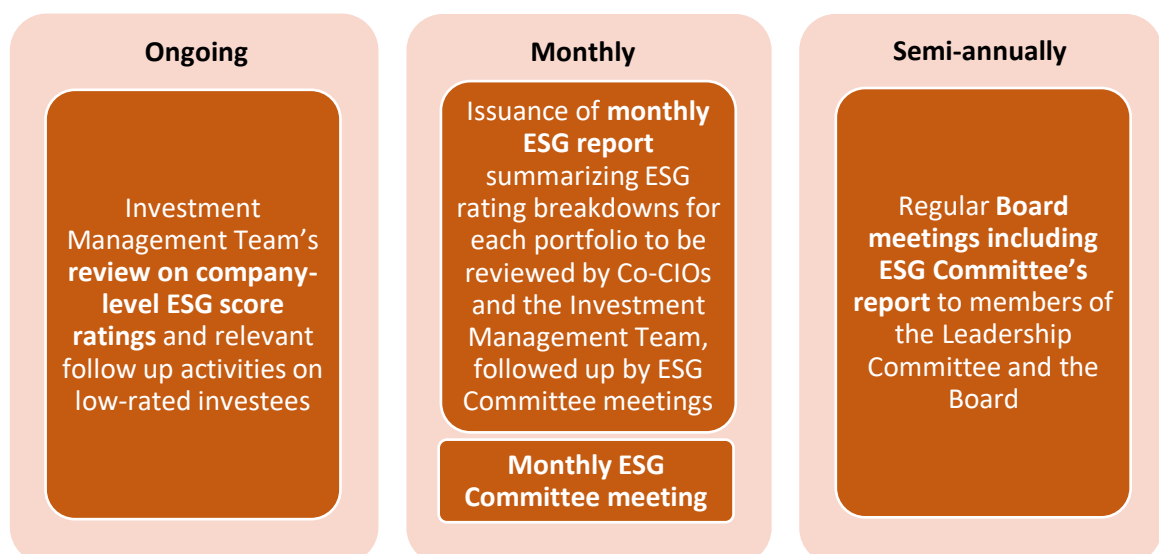 Ongoing
Investment
Management Team’s
review on company-
level ESG score
ratings and relevant
follow up activities on
low-rated investees
Monthly
Issuance of monthly
ESG report
summarizing ESG
rating breakdowns for
each portfolio to be
reviewed by Co-CIOs
and the Investment
Management Team,
followed up by ESG
Committee meetings
Monthly ESG
Committee meeting
Semi-annually
Regular Board
meetings including
ESG Committee’s
report to members of
the Leadership
Committee and the
Board